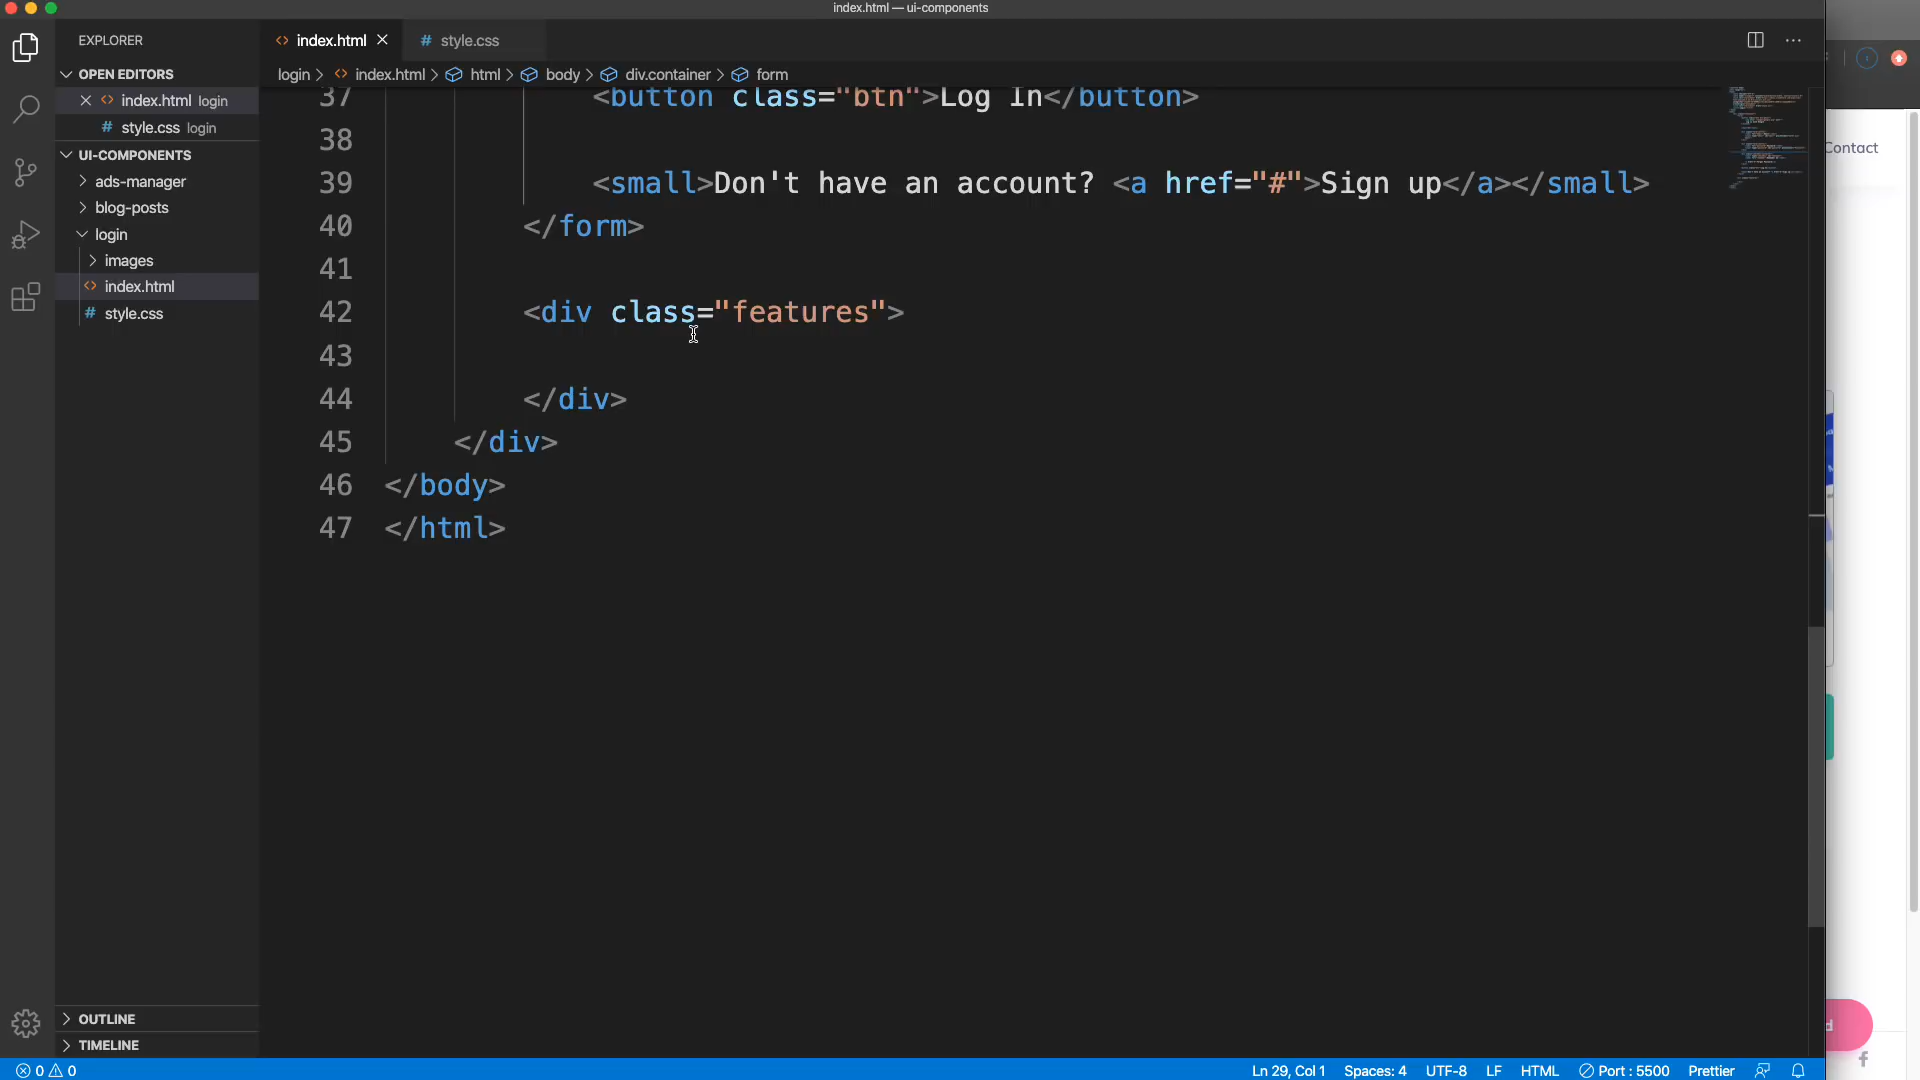 index.html — ui-components
EXPLORER
OPEN EDITORS
index.html login
style.css login
UI-COMPONENTS
ads-manager
blog-posts
login
images
index.html
style.css
OUTLINE
TIMELINE
index.html
style.css
login > index.html > html > body > div.container > form
37 <button class="btn">Log In</button>
38
39 <small>Don't have an account? <a href="#">Sign up</a></small>
40 </form>
41
42 <div class="features">
43
44 </div>
45 </div>
46 </body>
47 </html>
Contact
d
0 0
Ln 29, Col 1 Spaces: 4 UTF-8 LF HTML Port : 5500 Prettier